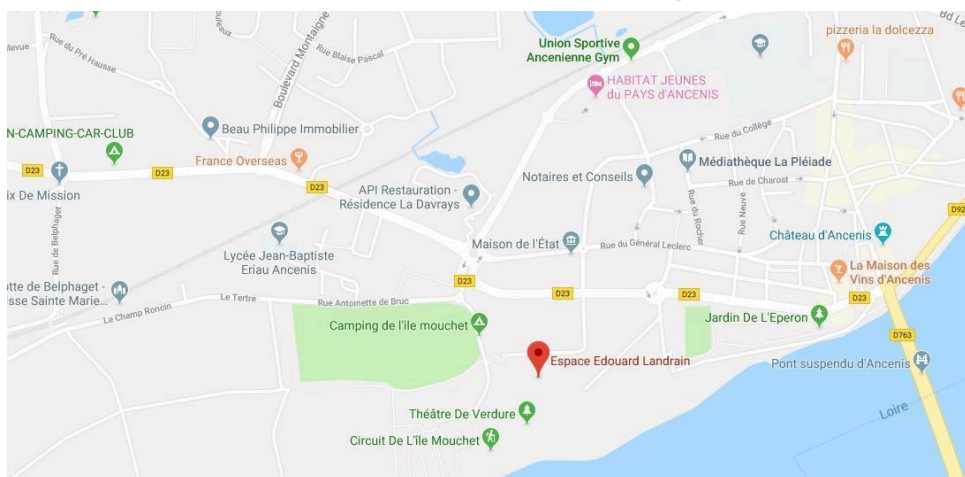 Rue du Pré Hausse
Rue Blaise Pascal
Boulevard Montaigne
Union Sportive
Ancenienne Gym
pizzeria la dolcezza
HABITAT JEUNES
du PAYS d'ANCENIS
N-CAMPING-CAR-CLUB
Beau Philippe Immobilier
France Overseas
Rue du Collège
Médiathèque La Pléiade
D23
D23
D23
ix De Mission
API Restauration -
Résidence La Davrays
Notaires et Conseils
Rue de Charost
Rue de Belphaget
Rue du Rocher
Rue Neuve
D92
Lycée Jean-Baptiste
Eriau Ancenis
Maison de l'État
Rue du Général Leclerc
Château d'Ancenis
otte de Belphaget -
sse Sainte Marie...
D23
D23
D23
D23
La Maison des
Vins d'Ancenis
Le Champ Roncin
Le Tertre
Rue Antoinette de Bruc
Camping de l'ile mouchet
Jardin De L'Eperon
D763
Espace Edouard Landrain
Pont suspendu d'Ancenis
Théâtre De Verdure
Loire
Circuit De L'île Mouchet